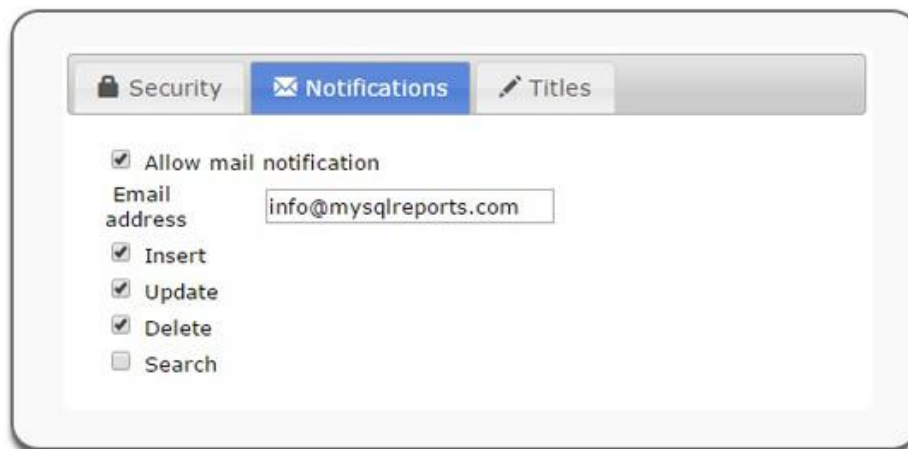 Security Notifications Titles
Allow mail notification
Email
address
info@mysqlreports.com
Insert
Update
Delete
Search